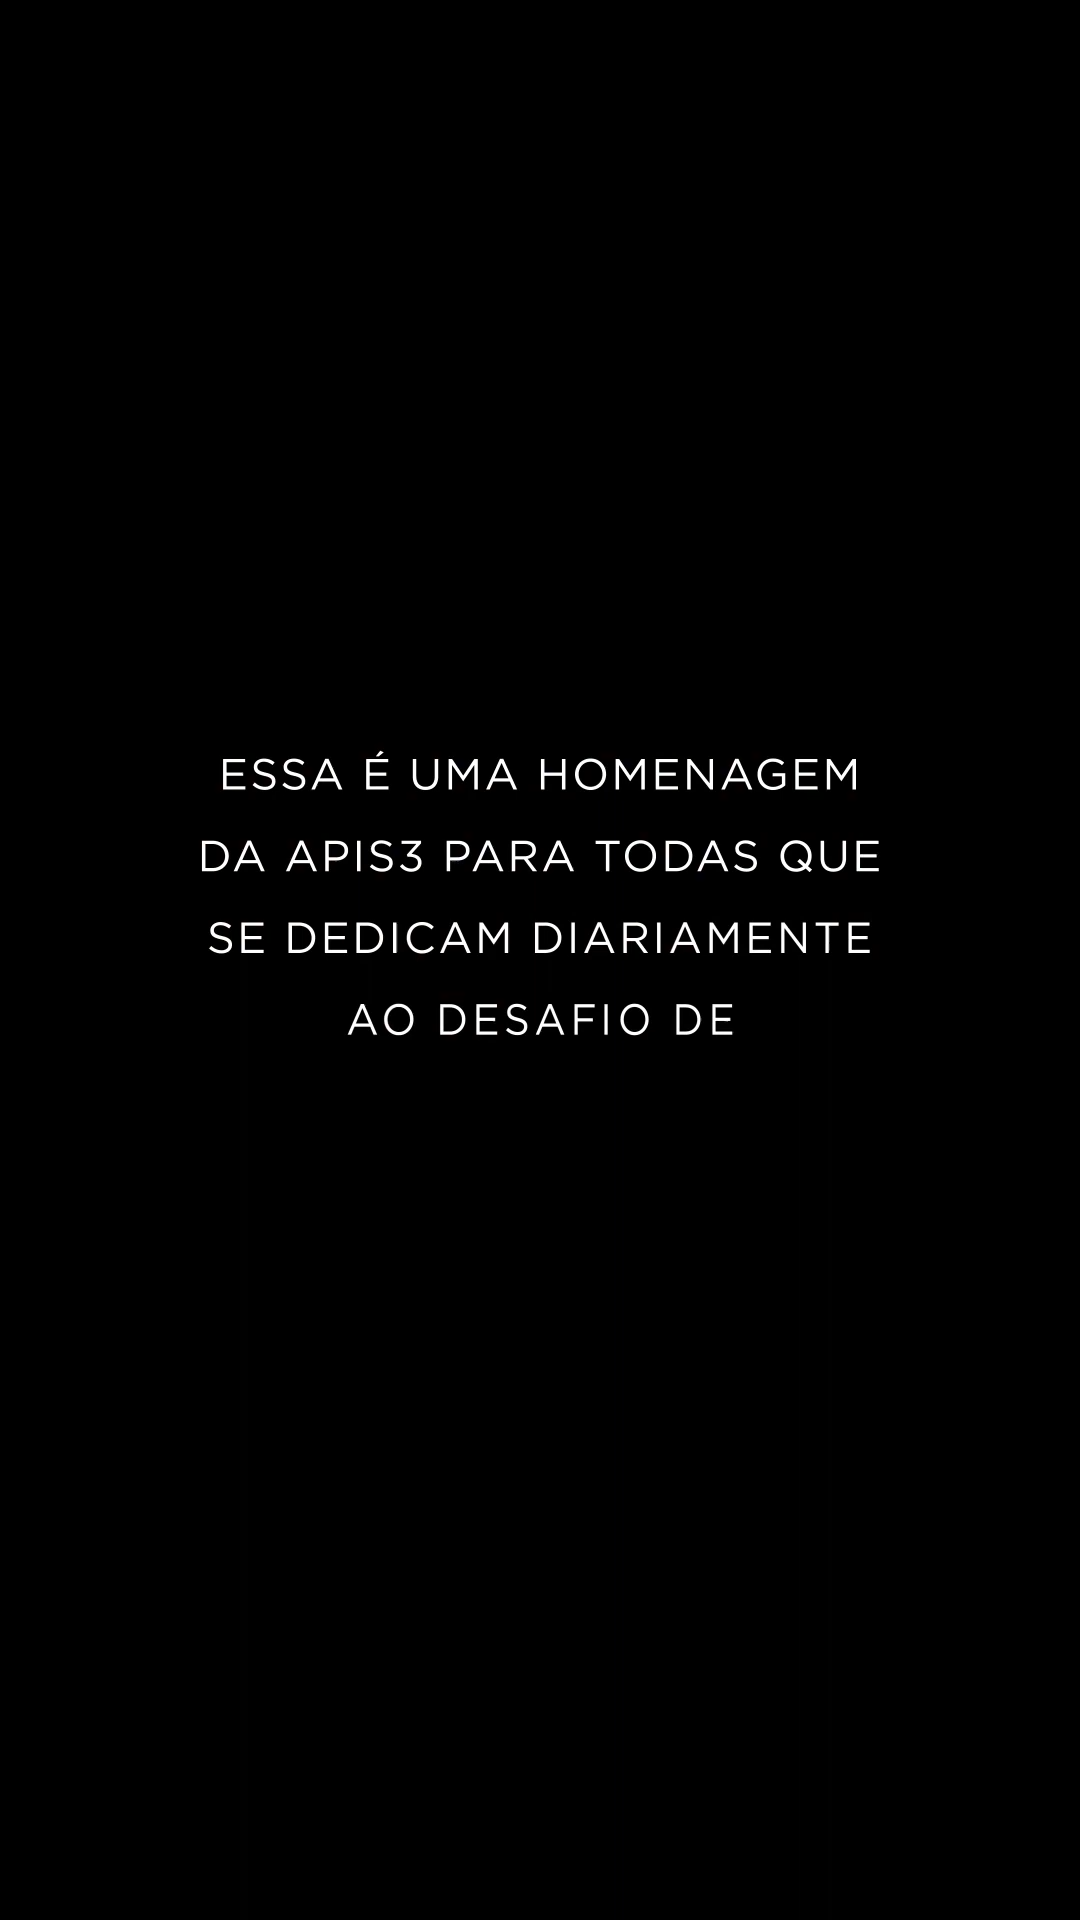 ESSA É UMA HOMENAGEM
DA APIS3 PARA TODAS QUE
SE DEDICAM DIARIAMENTE
AO DESAFIO DE